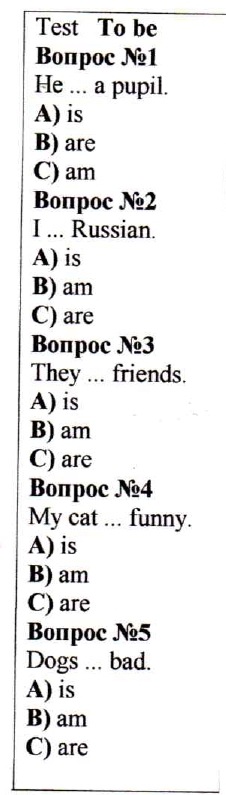 Test To be
Вопрос №1
He ... a pupil.
A) is
B) are
C) am
Вопрос №2
I ... Russian.
A) is
B) am
C) are
Вопрос №3
They ... friends.
A) is
B) am
C) are
Вопрос №4
My cat ... funny.
A) is
B) am
C) are
Вопрос №5
Dogs ... bad.
A) is
B) am
C) are